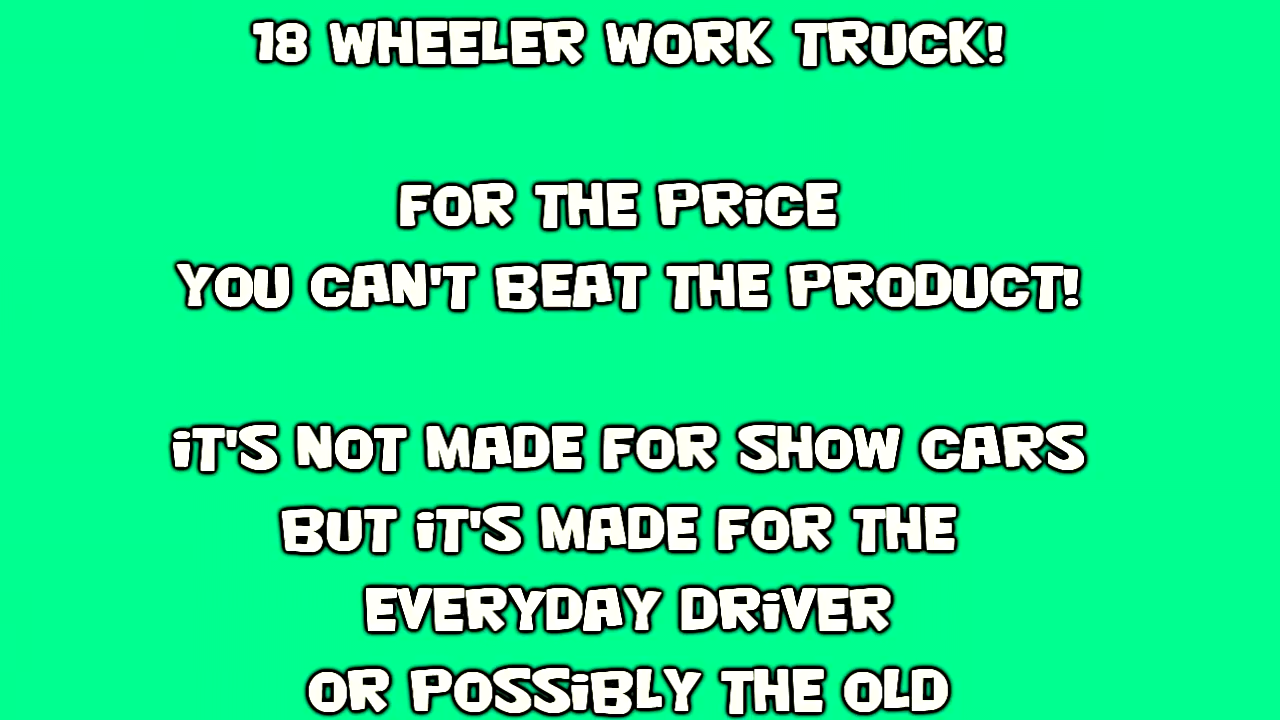 18 WHEELER WORK TRUCK!
FOR THE PRiCE
YOU CAN'T BEAT THE PRODUCT!
iT'S NOT MADE FOR SHOW CARS
BUT iT'S MADE FOR THE
EVERYDAY DRiVER
OR POSSiBLY THE OLD